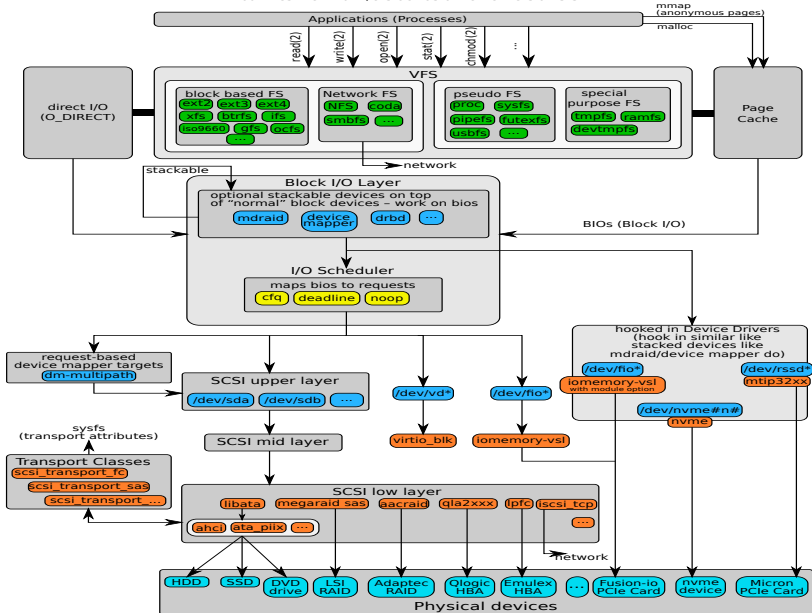 Applications (Processes)
mmap
(anonymous pages)
malloc
read(2)
write(2)
open(2)
stat(2)
chmod(2)
...
VFS
direct I/O
(O_DIRECT)
block based FS
ext2 ext3 ext4
xfs btrfs ifs
iso9660 gfs ocfs
...
Network FS
NFS coda
smbfs ...
pseudo FS
proc sysfs
pipefs futexfs
usbfs ...
special
purpose FS
tmpfs ramfs
devtmpfs
Page
Cache
network
stackable
Block I/O Layer
optional stackable devices on top
of “normal” block devices – work on bios
mdraid device
mapper drbd ...
BIOs (Block I/O)
I/O Scheduler
maps bios to requests
cfq deadline noop
hooked in Device Drivers
(hook in similar like
stacked devices like
mdraid/device mapper do)
request-based
device mapper targets
dm-multipath
SCSI upper layer
/dev/sda /dev/sdb ...
/dev/vd*
/dev/fio*
/dev/fio*
iomemory-vsl
with module option
/dev/rssd*
mtip32xx
/dev/nvme#n#
nvme
sysfs
(transport attributes)
SCSI mid layer
virtio_blk
iomemory-vsl
Transport Classes
scsi_transport_fc
scsi_transport_sas
scsi_transport_...
SCSI low layer
libata megaraid sas aacraid qla2xxx lpfc iscsi_tcp
ahci ata_piix ... ...
network
HDD SSD DVD
drive LSI
RAID Adaptec
RAID Qlogic
HBA Emulex
HBA ... Fusion-io
PCIe Card nvme
device Micron
PCIe Card
Physical devices